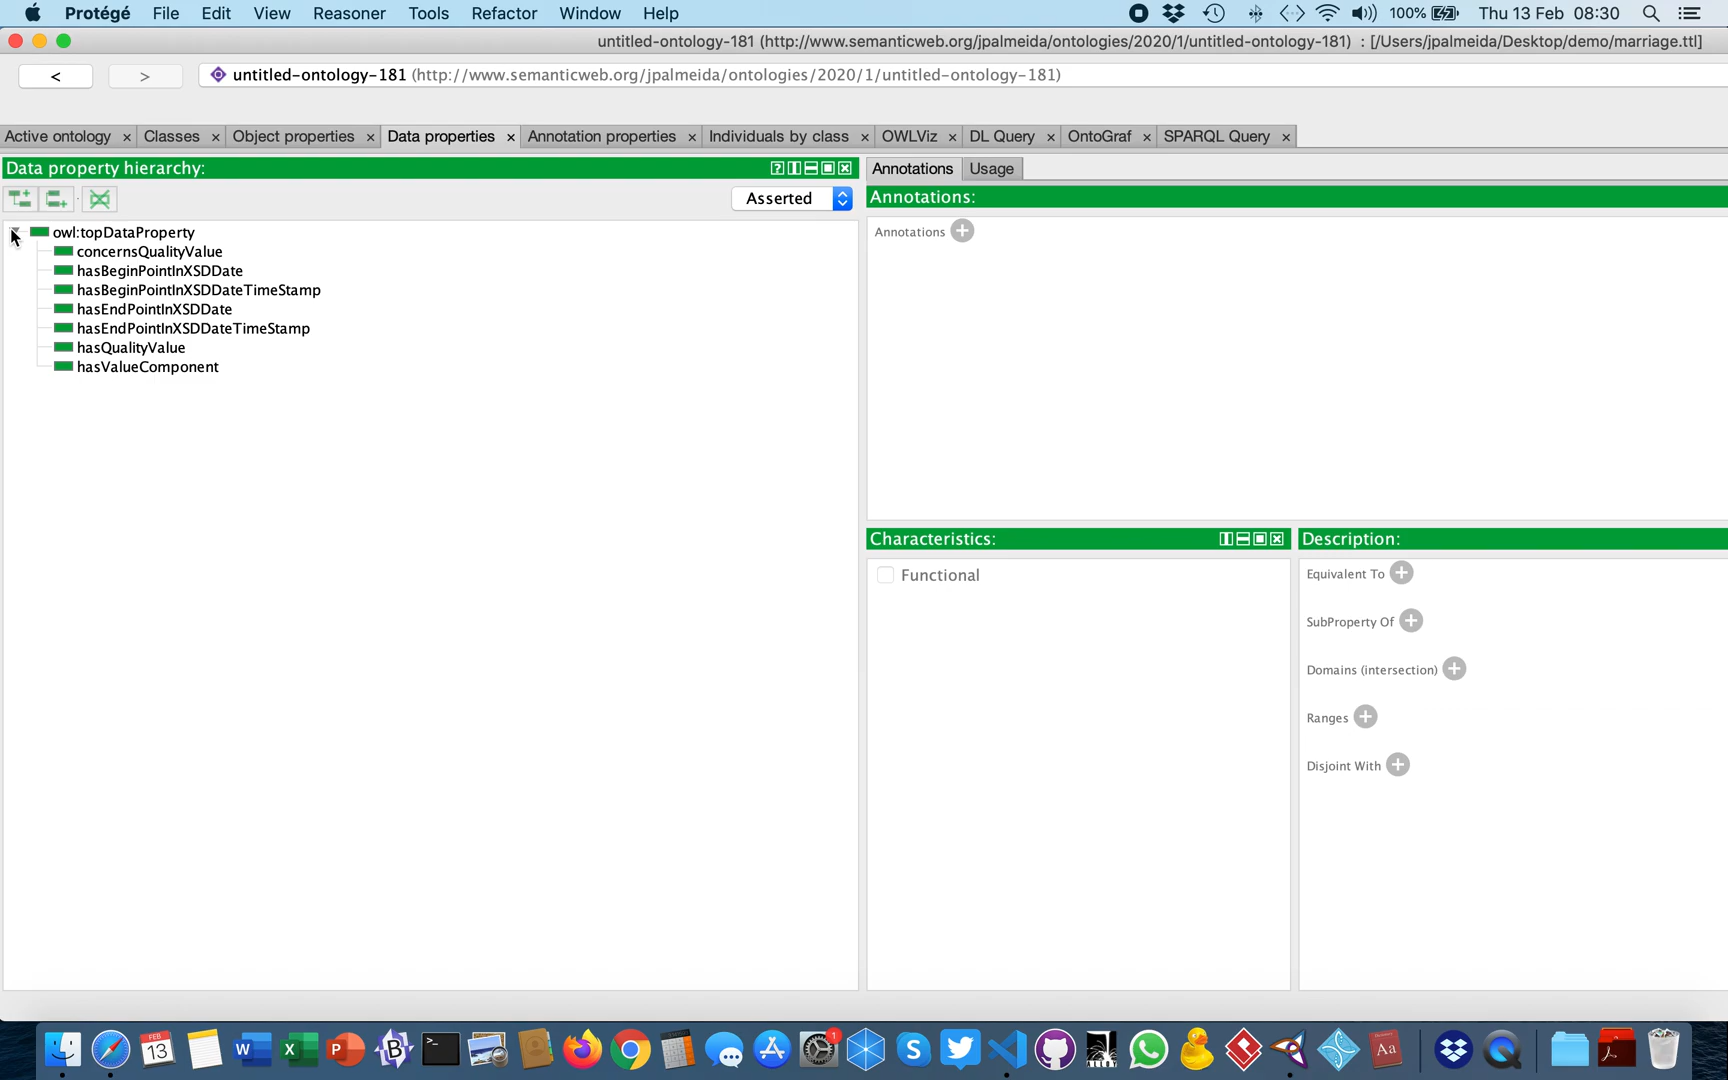 Protégé File Edit View Reasoner Tools Refactor Window Help 100% Thu 13 Feb 08:30
untitled-ontology-181 (http://www.semanticweb.org/jpalmeida/ontologies/2020/1/untitled-ontology-181) : [/Users/jpalmeida/Desktop/demo/marriage.ttl]
< > untitled-ontology-181 (http://www.semanticweb.org/jpalmeida/ontologies/2020/1/untitled-ontology-181)
Active ontology × Classes × Object properties × Data properties × Annotation properties × Individuals by class × OWLViz × DL Query × OntoGraf × SPARQL Query ×
Data property hierarchy:
Asserted
owl:topDataProperty
concernsQualityValue
hasBeginPointInXSDDate
hasBeginPointInXSDDateTimeStamp
hasEndPointInXSDDate
hasEndPointInXSDDateTimeStamp
hasQualityValue
hasValueComponent
Annotations Usage
Annotations:
Annotations
Characteristics:
Functional
Description:
Equivalent To
SubProperty Of
Domains (intersection)
Ranges
Disjoint With
FEB
13
W
X
P
B
>_
1
S
Aa